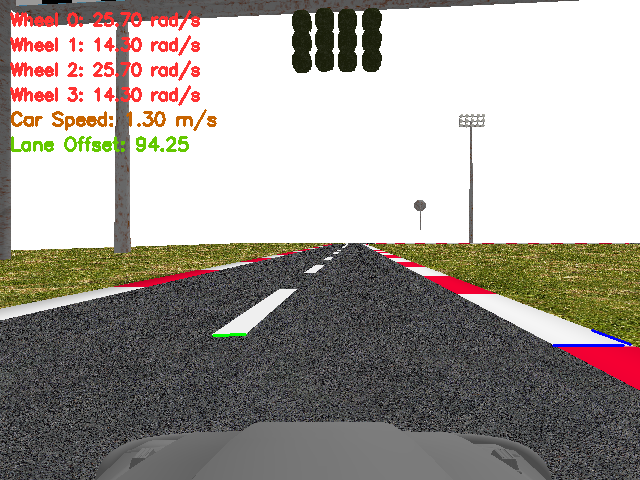 Wheel 0: 25.70 rad/s
Wheel 1: 14.30 rad/s
Wheel 2: 25.70 rad/s
Wheel 3: 14.30 rad/s
Car Speed: 1.30 m/s
Lane Offset: 94.25